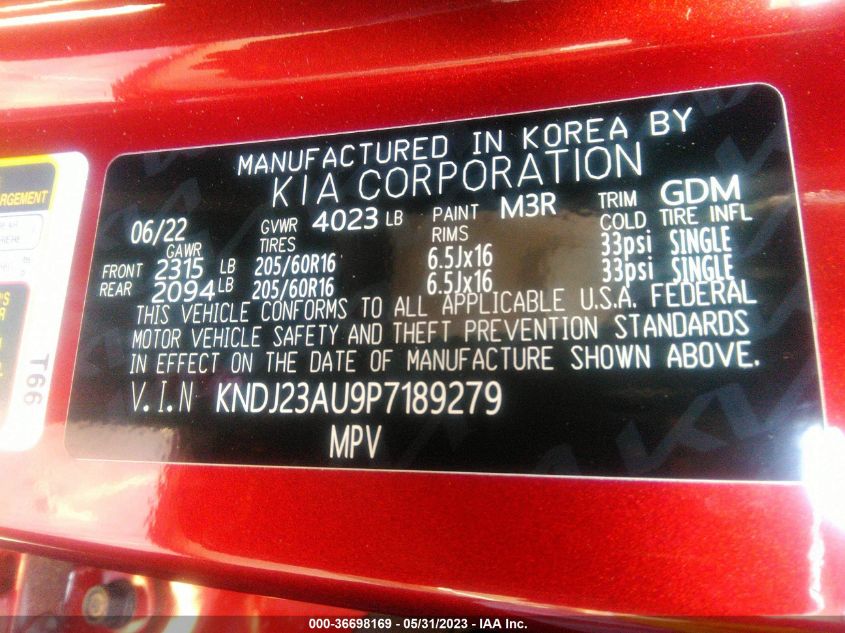 MANUFACTURED IN KOREA BY
KIA CORPORATION
06/22 GVWR 4023 LB PAINT M3R TRIM GDM
GAWR TIRES RIMS COLD TIRE INFL
FRONT 2315 LB 205/60R16 6.5Jx16 33psi SINGLE
REAR 2094 LB 205/60R16 6.5Jx16 33psi SINGLE
THIS VEHICLE CONFORMS TO ALL APPLICABLE U.S.A. FEDERAL
MOTOR VEHICLE SAFETY AND THEFT PREVENTION STANDARDS
IN EFFECT ON THE DATE OF MANUFACTURE SHOWN ABOVE.
V.I.N KNDJ23AU9P7189279
MPV
T66
000-36698169 - 05/31/2023 - IAA Inc.